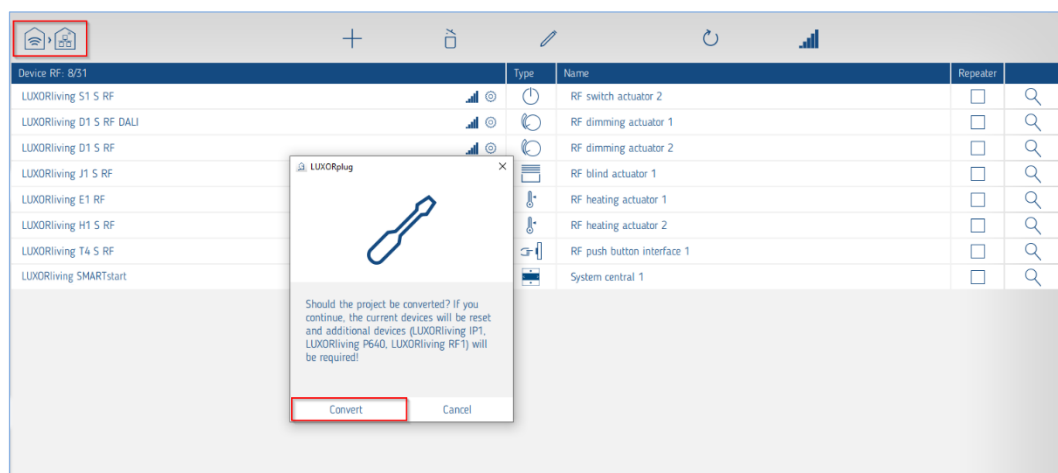 Device RF: 8/31 Type Name Repeater
LUXORliving S1 S RF RF switch actuator 2
LUXORliving D1 S RF DALI RF dimming actuator 1
LUXORliving D1 S RF RF dimming actuator 2
LUXORliving J1 S RF RF blind actuator 1
LUXORliving E1 RF RF heating actuator 1
LUXORliving H1 S RF RF heating actuator 2
LUXORliving T4 S RF RF push button interface 1
LUXORliving SMARTstart System central 1
LUXORplug
Should the project be converted? If you
continue, the current devices will be reset
and additional devices (LUXORliving IP1,
LUXORliving P640, LUXORliving RF1) will
be required!
Convert Cancel